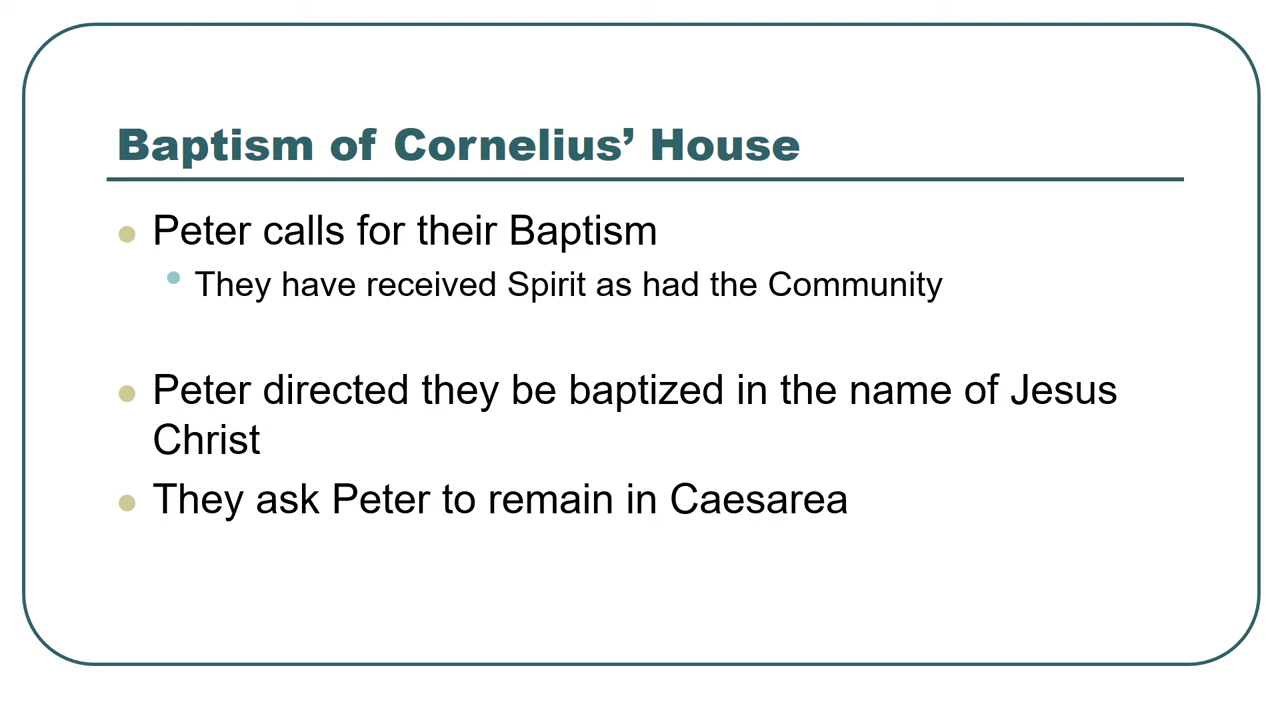 Baptism of Cornelius’ House
Peter calls for their Baptism
They have received Spirit as had the Community
Peter directed they be baptized in the name of Jesus
Christ
They ask Peter to remain in Caesarea